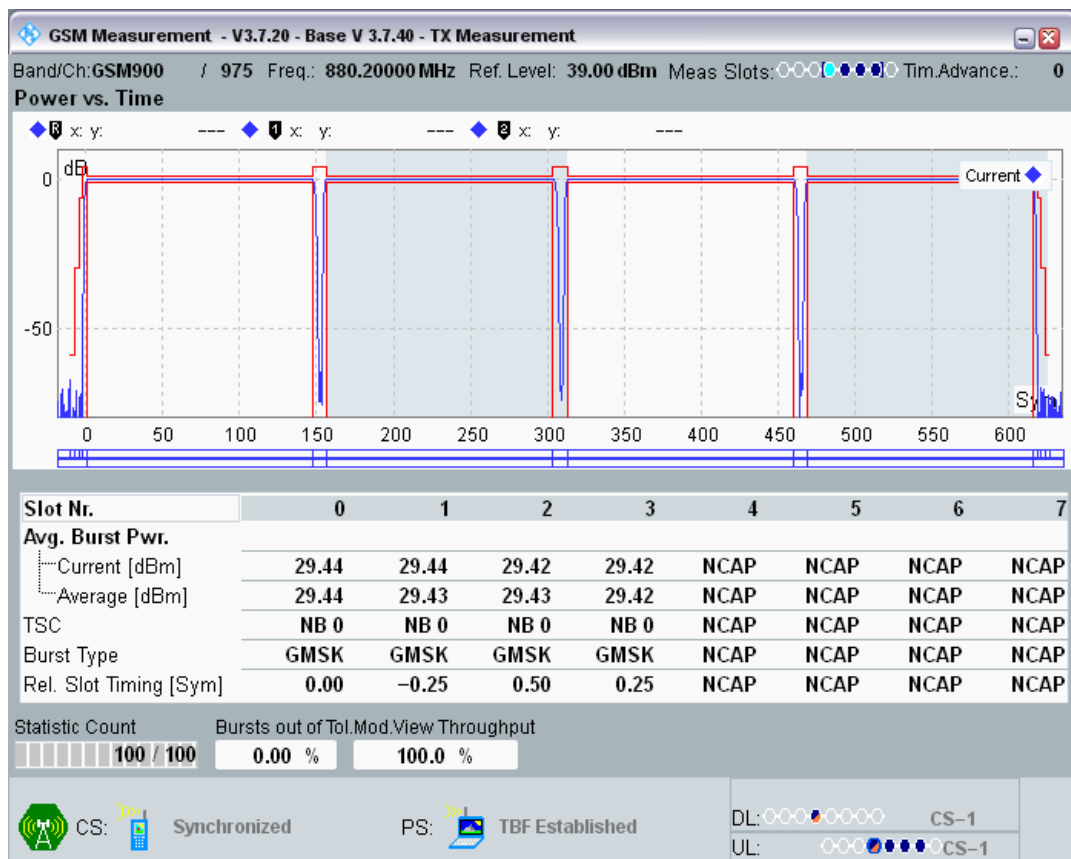 GSM Measurement - V3.7.20 - Base V 3.7.40 - TX Measurement
Band/Ch:GSM900 / 975 Freq.: 880.20000 MHz Ref. Level: 39.00 dBm Meas Slots: Tim.Advance.: 0
Power vs. Time
R x: y: --- 1 x: y: --- 2 x: y: ---
dB
Current
0
-50
Sym
0 50 100 150 200 250 300 350 400 450 500 550 600
Slot Nr. 0 1 2 3 4 5 6 7
Avg. Burst Pwr.
Current [dBm] 29.44 29.44 29.42 29.42 NCAP NCAP NCAP NCAP
Average [dBm] 29.44 29.43 29.43 29.42 NCAP NCAP NCAP NCAP
TSC NB 0 NB 0 NB 0 NB 0 NCAP NCAP NCAP NCAP
Burst Type GMSK GMSK GMSK GMSK NCAP NCAP NCAP NCAP
Rel. Slot Timing [Sym] 0.00 −0.25 0.50 0.25 NCAP NCAP NCAP NCAP
Statistic Count Bursts out of Tol.Mod.View Throughput
100 / 100 0.00 % 100.0 %
CS: Synchronized PS: TBF Established DL: CS−1
UL: CS−1